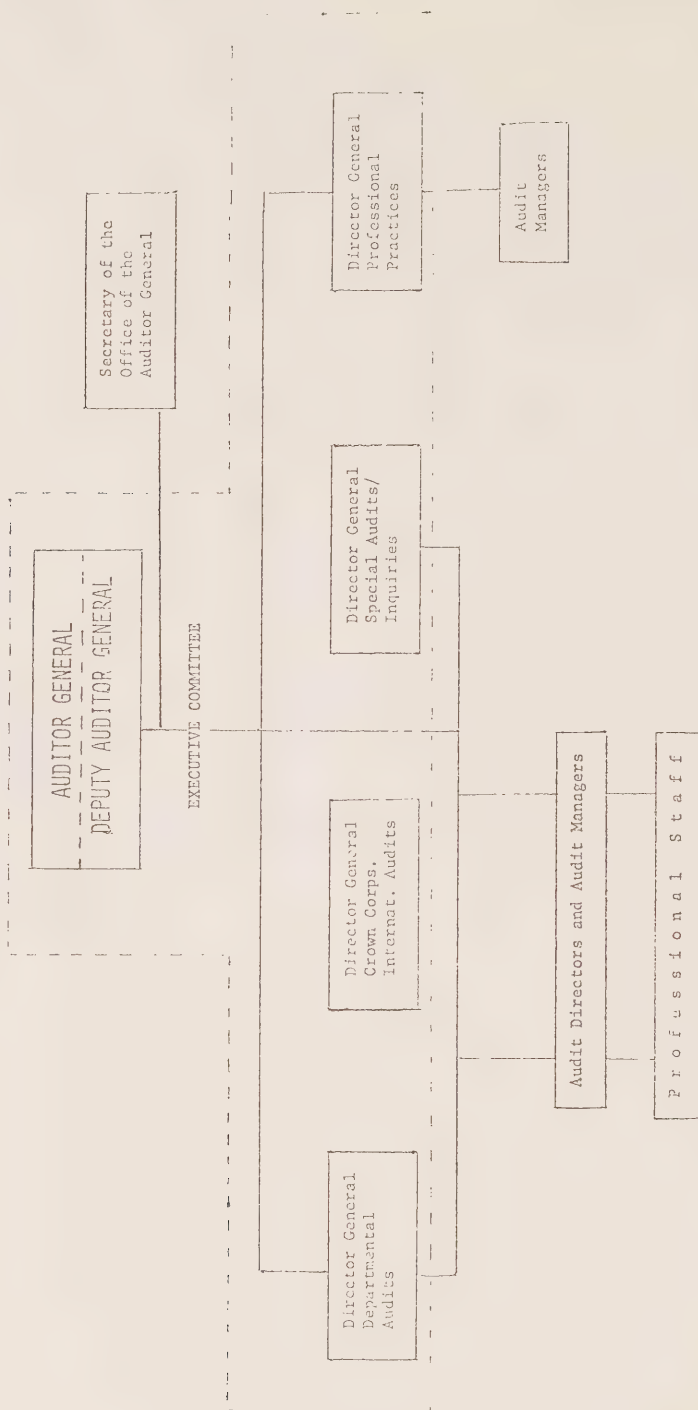 AUDITOR GENERAL
DEPUTY AUDITOR GENERAL
Secretary of the
Office of the
Auditor General
EXECUTIVE COMMITTEE
Director General
Departmental
Audits
Director General
Crown Corps.
Internat. Audits
Director General
Special Audits/
Inquiries
Director General
Professional
Practices
Audit
Managers
Audit Directors and Audit Managers
Professional Staff